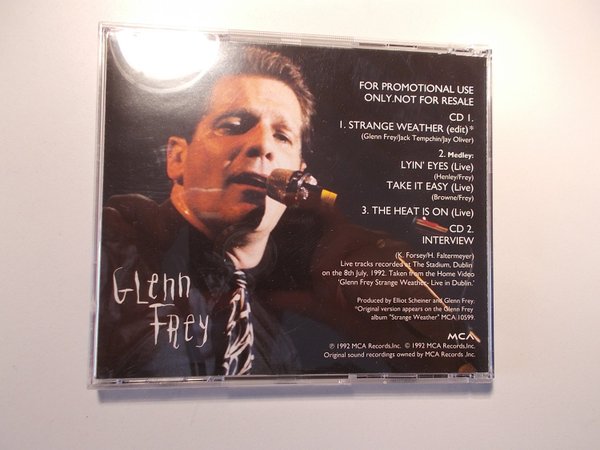 FOR PROMOTIONAL USE
ONLY.NOT FOR RESALE
CD 1.
1. STRANGE WEATHER (edit)*
(Glenn Frey/Jack Tempchin/Jay Oliver)
2. Medley:
LYIN' EYES (Live)
(Henley/Frey)
TAKE IT EASY (Live)
(Browne/Frey)
3. THE HEAT IS ON (Live)
CD 2.
INTERVIEW
(K. Forsey/H. Faltermeyer)
Live tracks recorded at The Stadium, Dublin
on the 8th July, 1992. Taken from the Home Video
'Glenn Frey Strange Weather- Live in Dublin.'
Produced by Elliot Scheiner and Glenn Frey
*Original version appears on the Glenn Frey
album "Strange Weather" MCA:10599.
MCA
℗ 1992 MCA Records,Inc. © 1992 MCA Records,Inc.
Original sound recordings owned by MCA Records ,Inc.
GLenn
FRey